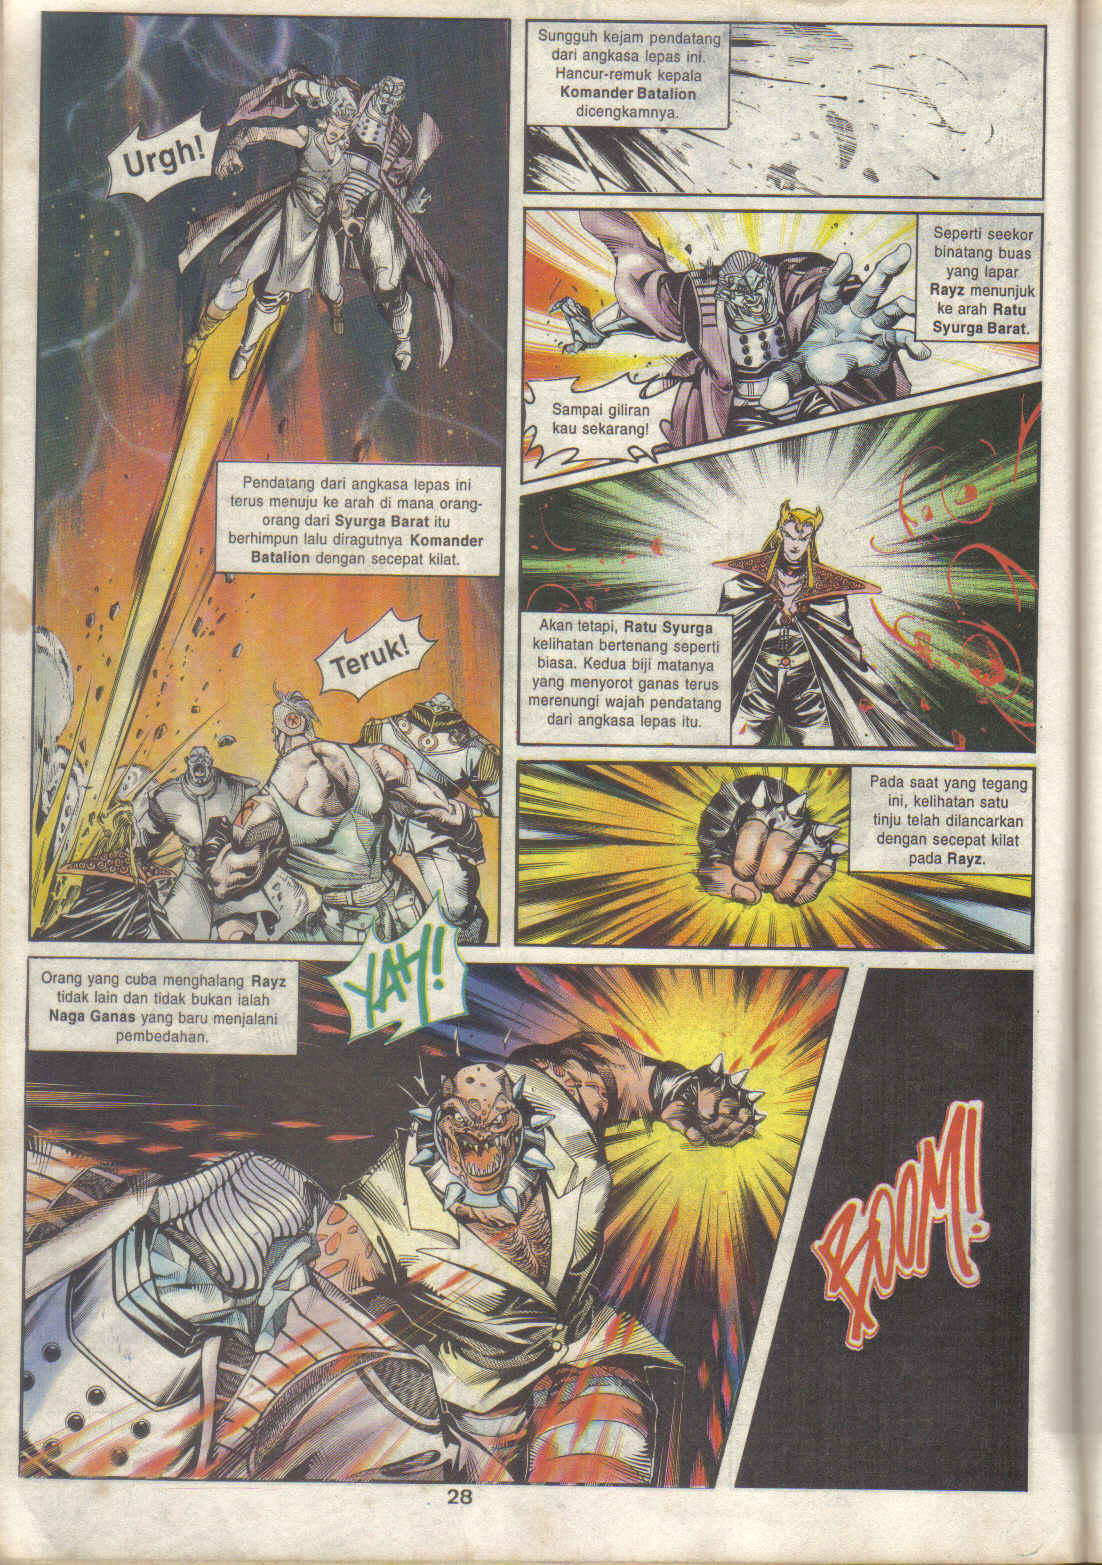 Urgh!
Pendatang dari angkasa lepas ini
terus menuju ke arah di mana orang-
orang dari Syurga Barat itu
berhimpun lalu diragutnya Komander
Batalion dengan secepat kilat.
Teruk!
Sungguh kejam pendatang
dari angkasa lepas ini.
Hancur-remuk kepala
Komander Batalion
dicengkamnya.
Seperti seekor
binatang buas
yang lapar
Rayz menunjuk
ke arah Ratu
Syurga Barat.
Sampai giliran
kau sekarang!
Akan tetapi, Ratu Syurga
kelihatan bertenang seperti
biasa. Kedua biji matanya
yang menyorot ganas terus
merenungi wajah pendatang
dari angkasa lepas itu.
Pada saat yang tegang
ini, kelihatan satu
tinju telah dilancarkan
dengan secepat kilat
pada Rayz.
Orang yang cuba menghalang Rayz
tidak lain dan tidak bukan ialah
Naga Ganas yang baru menjalani
pembedahan.
YAH!
BOOM!
28